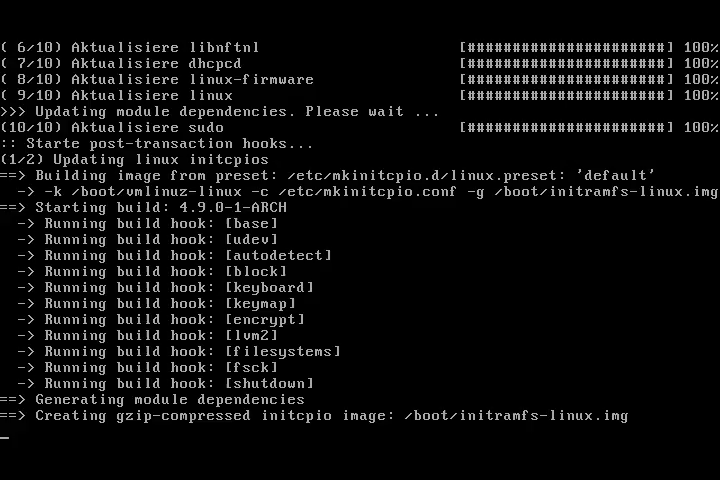 ( 6/10) Aktualisiere libnftnl [######################] 100%
( 7/10) Aktualisiere dhcpcd [######################] 100%
( 8/10) Aktualisiere linux-firmware [######################] 100%
( 9/10) Aktualisiere linux [######################] 100%
>>> Updating module dependencies. Please wait ...
(10/10) Aktualisiere sudo [######################] 100%
:: Starte post-transaction hooks...
(1/2) Updating linux initcpios
==> Building image from preset: /etc/mkinitcpio.d/linux.preset: 'default'
-> -k /boot/vmlinuz-linux -c /etc/mkinitcpio.conf -g /boot/initramfs-linux.img
==> Starting build: 4.9.0-1-ARCH
-> Running build hook: [base]
-> Running build hook: [udev]
-> Running build hook: [autodetect]
-> Running build hook: [block]
-> Running build hook: [keyboard]
-> Running build hook: [keymap]
-> Running build hook: [encrypt]
-> Running build hook: [lvm2]
-> Running build hook: [filesystems]
-> Running build hook: [fsck]
-> Running build hook: [shutdown]
==> Generating module dependencies
==> Creating gzip-compressed initcpio image: /boot/initramfs-linux.img